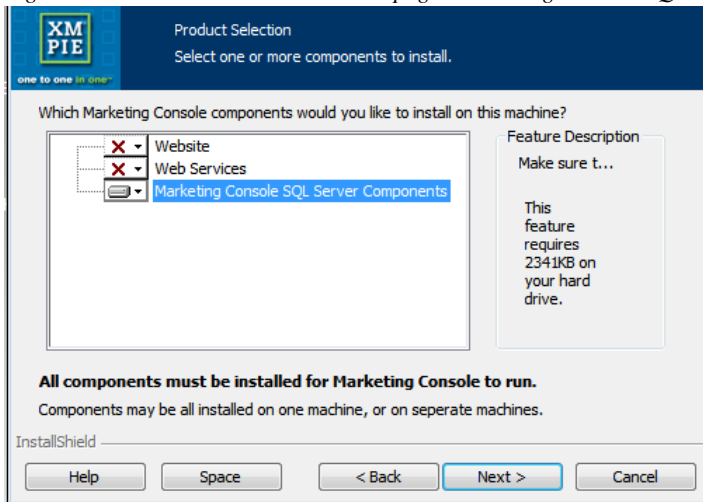 XM
PIE
one to one in one™
Product Selection
Select one or more components to install.
Which Marketing Console components would you like to install on this machine?
Website
Web Services
Marketing Console SQL Server Components
Feature Description
Make sure t...
This
feature
requires
2341KB on
your hard
drive.
All components must be installed for Marketing Console to run.
Components may be all installed on one machine, or on seperate machines.
InstallShield
Help
Space
< Back
Next >
Cancel